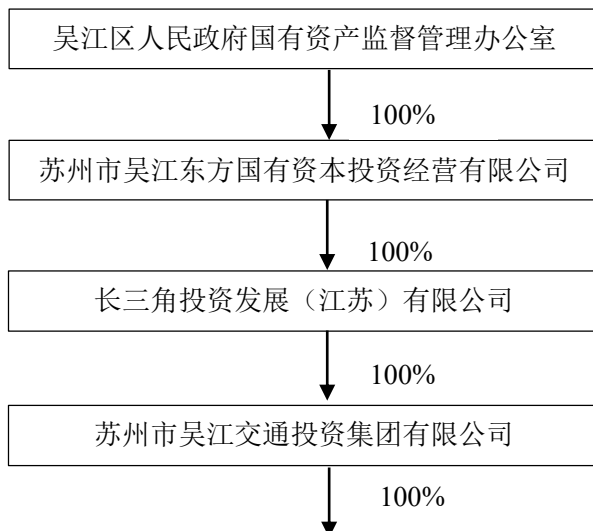 吴江区人民政府国有资产监督管理办公室
100%
苏州市吴江东方国有资本投资经营有限公司
100%
长三角投资发展（江苏）有限公司
100%
苏州市吴江交通投资集团有限公司
100%